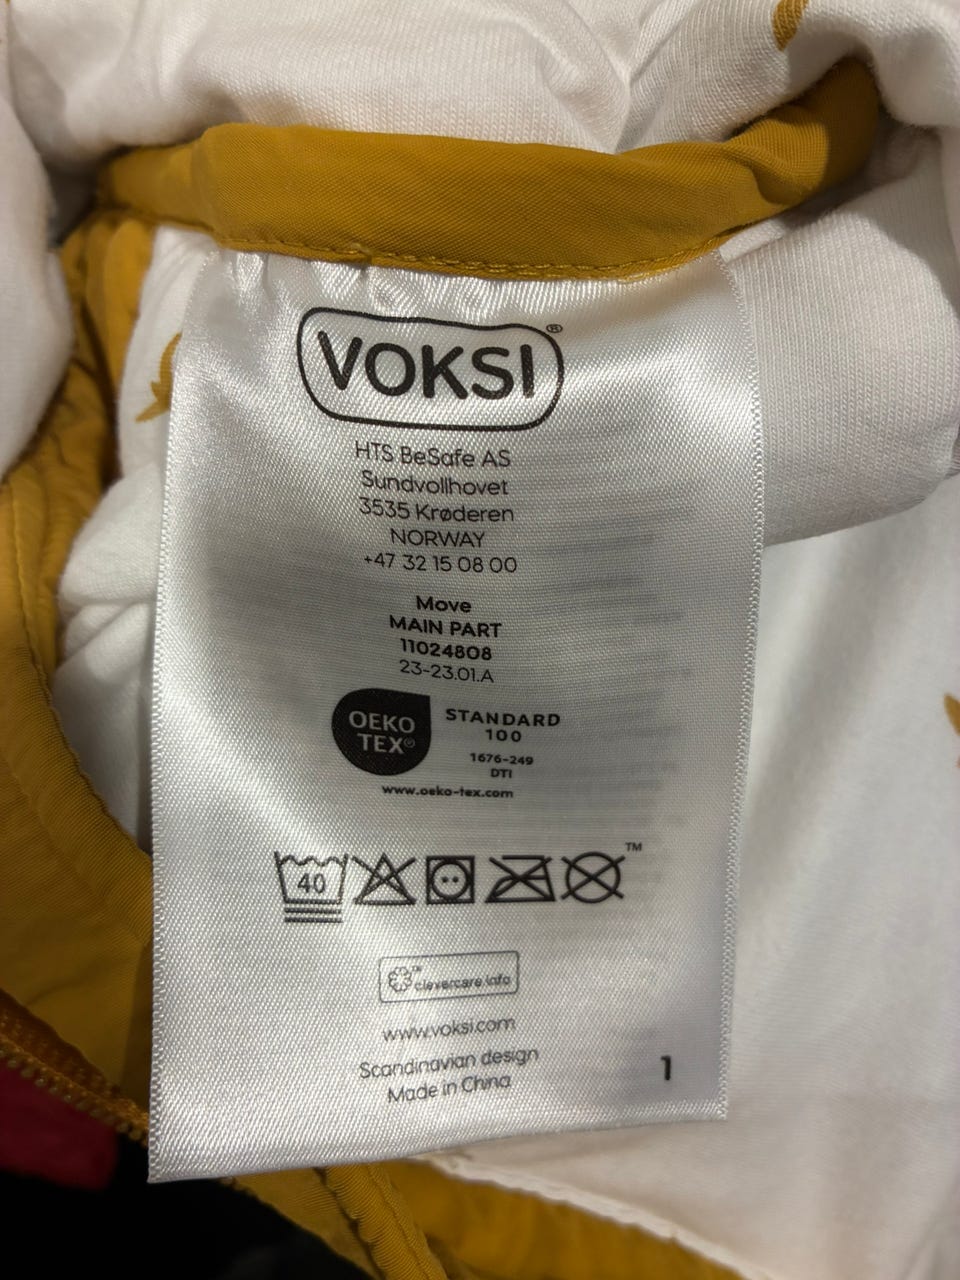 VOKSI®
HTS BeSafe AS
Sundvollhovet
3535 Krøderen
NORWAY
+47 32 15 08 00
Move
MAIN PART
11024808
23-23.01.A
OEKO
TEX®
STANDARD
100
1676-249
DTI
www.oeko-tex.com
40
TM
clevercare.info
www.voksi.com
Scandinavian design
Made in China
1